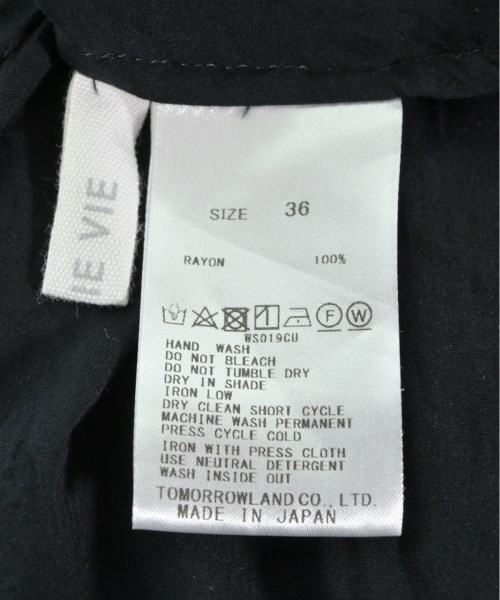 IE VIE
SIZE 36
RAYON 100%
F W
WS019CU
HAND WASH
DO NOT BLEACH
DO NOT TUMBLE DRY
DRY IN SHADE
IRON LOW
DRY CLEAN SHORT CYCLE
MACHINE WASH PERMANENT
PRESS CYCLE COLD
IRON WITH PRESS CLOTH
USE NEUTRAL DETERGENT
WASH INSIDE OUT
TOMORROWLAND CO., LTD.
MADE IN JAPAN